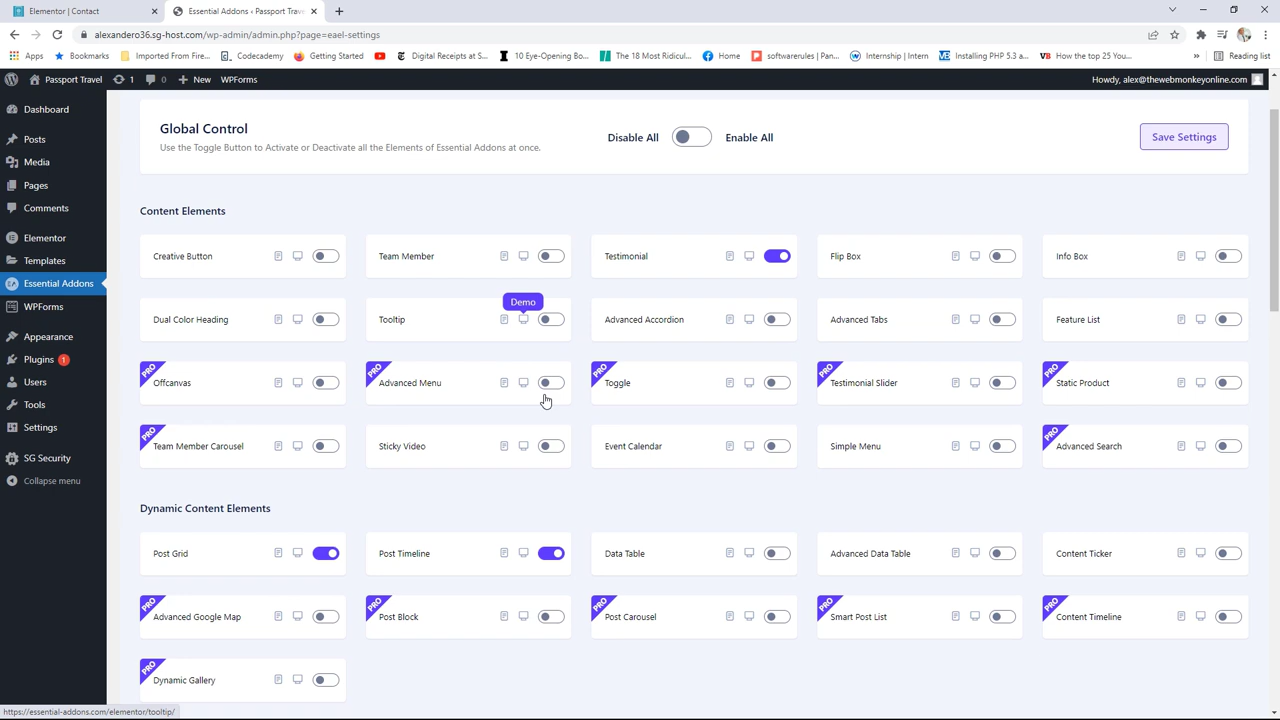 Elementor | Contact
Essential Addons ‹ Passport Trave
alexandero36.sg-host.com/wp-admin/admin.php?page=eael-settings
Apps
Bookmarks
Imported From Fire...
Codecademy
Getting Started
Digital Receipts at S...
10 Eye-Opening Bo...
The 18 Most Ridicul...
Home
softwarerules | Pan...
Internship | Intern
Installing PHP 5.3 a...
How the top 25 You...
»
Reading list
Passport Travel
1
0
New
WPForms
Howdy, alex@thewebmonkeyonline.com
Dashboard
Posts
Media
Pages
Comments
Elementor
Templates
Essential Addons
WPForms
Appearance
Plugins 1
Users
Tools
Settings
SG Security
Collapse menu
Global Control
Use the Toggle Button to Activate or Deactivate all the Elements of Essential Addons at once.
Disable All
Enable All
Save Settings
Content Elements
Creative Button
Team Member
Testimonial
Flip Box
Info Box
Demo
Dual Color Heading
Tooltip
Advanced Accordion
Advanced Tabs
Feature List
PRO
Offcanvas
PRO
Advanced Menu
PRO
Toggle
PRO
Testimonial Slider
PRO
Static Product
PRO
Team Member Carousel
Sticky Video
Event Calendar
Simple Menu
PRO
Advanced Search
Dynamic Content Elements
Post Grid
Post Timeline
Data Table
Advanced Data Table
Content Ticker
PRO
Advanced Google Map
PRO
Post Block
PRO
Post Carousel
PRO
Smart Post List
PRO
Content Timeline
PRO
Dynamic Gallery
https://essential-addons.com/elementor/tooltip/